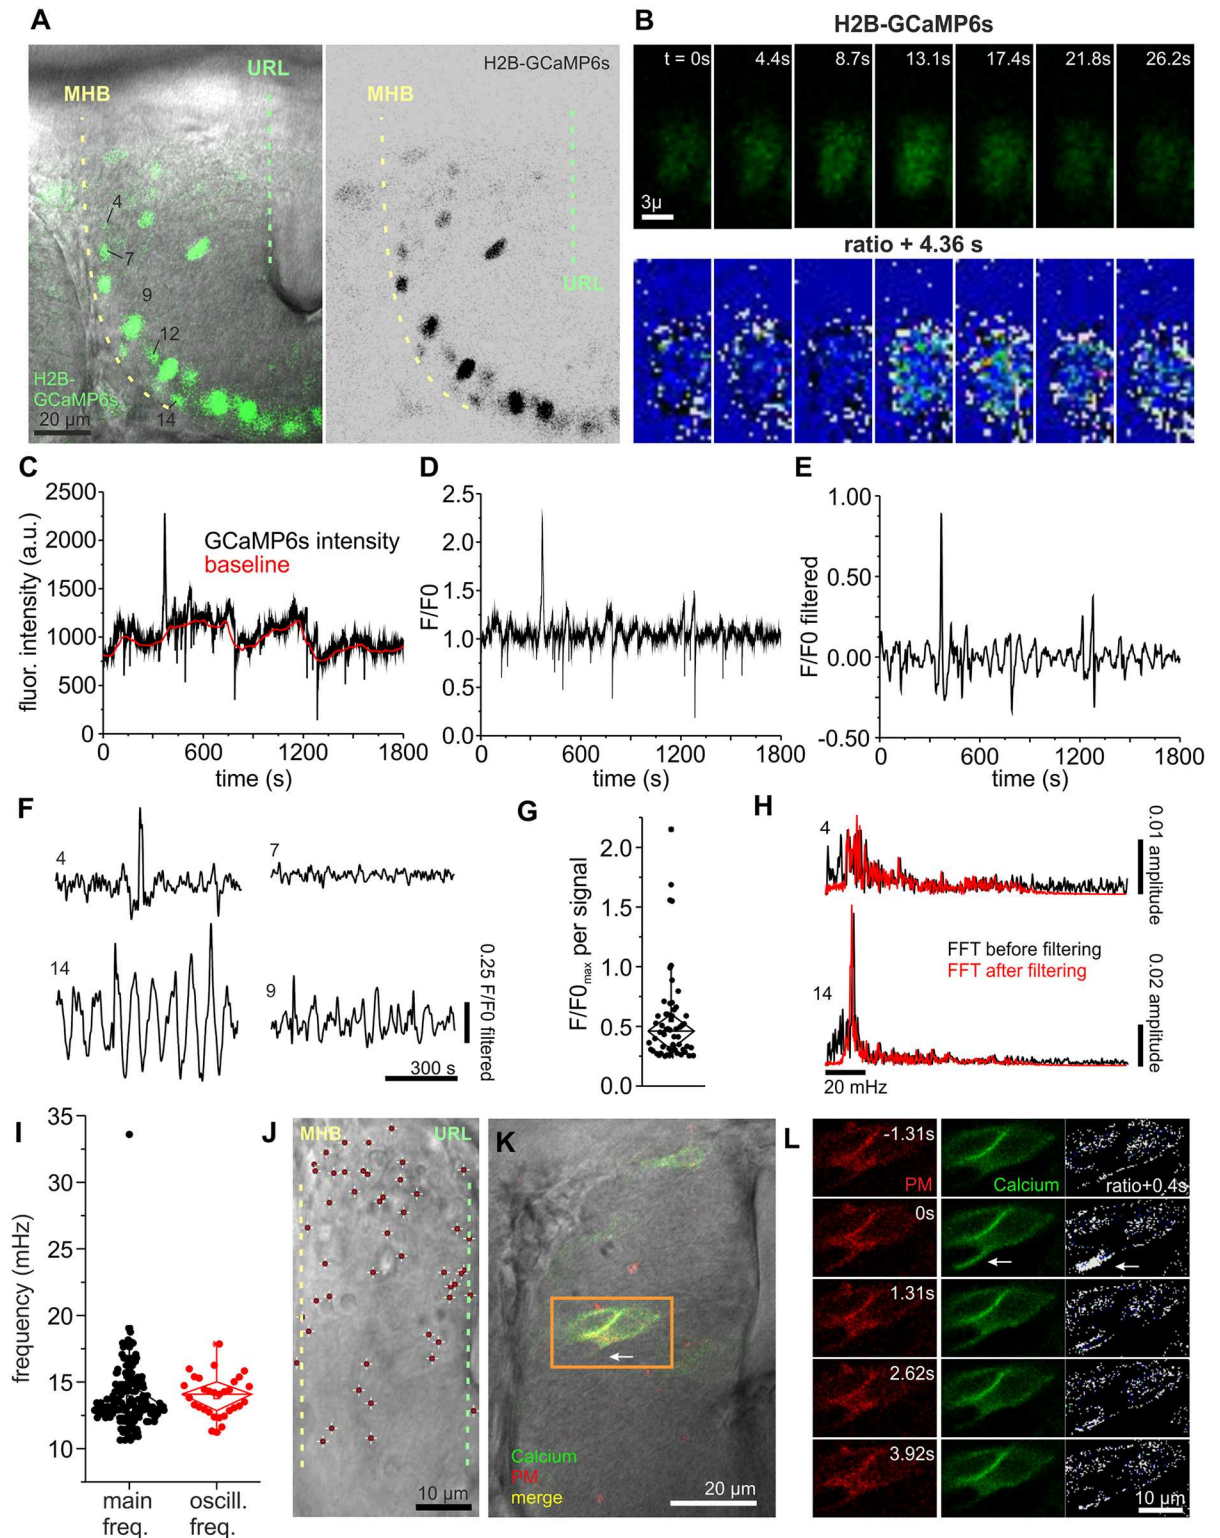 A
MHB
URL
4
7
9
12
14
H2B-
GCaMP6s
20 µm
H2B-GCaMP6s
MHB
URL
B
H2B-GCaMP6s
t = 0s
4.4s
8.7s
13.1s
17.4s
21.8s
26.2s
3µ
ratio + 4.36 s
C
fluor. intensity (a.u.)
2500
2000
1500
1000
500
0
GCaMP6s intensity
baseline
0
600
1200
1800
time (s)
D
F/F0
2.5
2.0
1.5
1.0
0.5
0.0
0
600
1200
1800
time (s)
E
F/F0 filtered
1.00
0.50
0.00
-0.50
0
600
1200
1800
time (s)
F
4
7
14
9
0.25 F/F0 filtered
300 s
G
F/F0max per signal
2.0
1.5
1.0
0.5
0.0
H
4
0.01 amplitude
FFT before filtering
FFT after filtering
14
0.02 amplitude
20 mHz
I
frequency (mHz)
35
30
25
20
15
10
main
freq.
oscill.
freq.
J
MHB
URL
10 µm
K
Calcium
PM
merge
20 µm
L
-1.31s
PM
Calcium
ratio+0.4s
0s
1.31s
2.62s
3.92s
10 µm